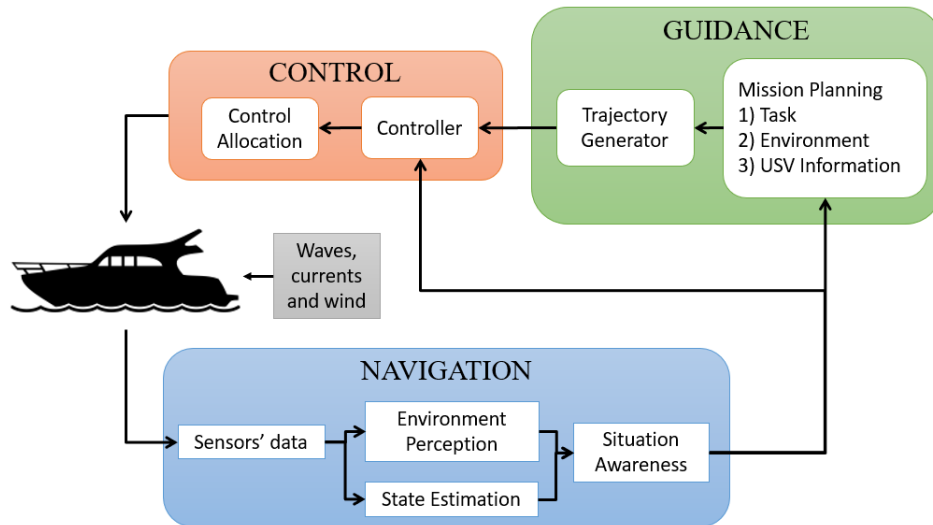 GUIDANCE
CONTROL
Mission Planning
1) Task
2) Environment
3) USV Information
Control
Allocation
Controller
Trajectory
Generator
Waves,
currents
and wind
NAVIGATION
Sensors’ data
Environment
Perception
State Estimation
Situation
Awareness